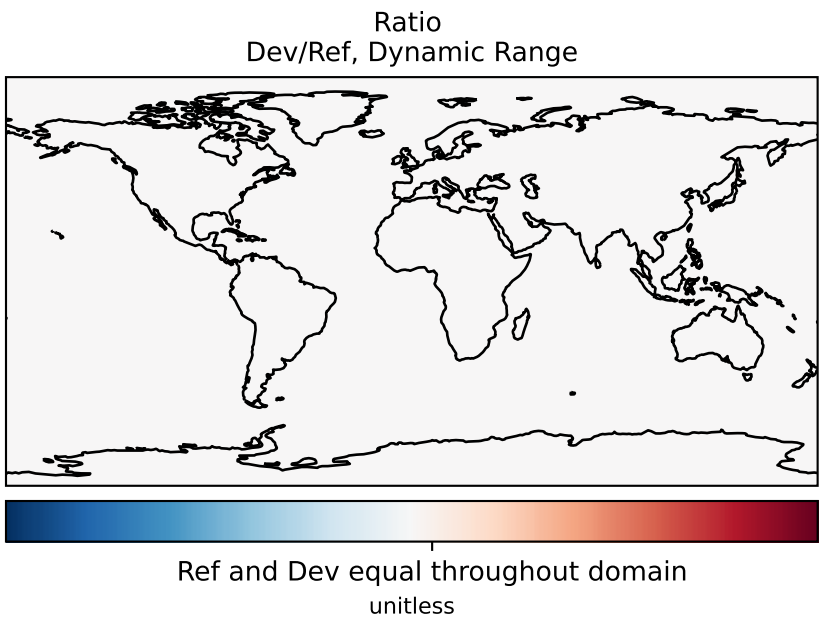 Ratio
Dev/Ref, Dynamic Range
Ref and Dev equal throughout domain
unitless